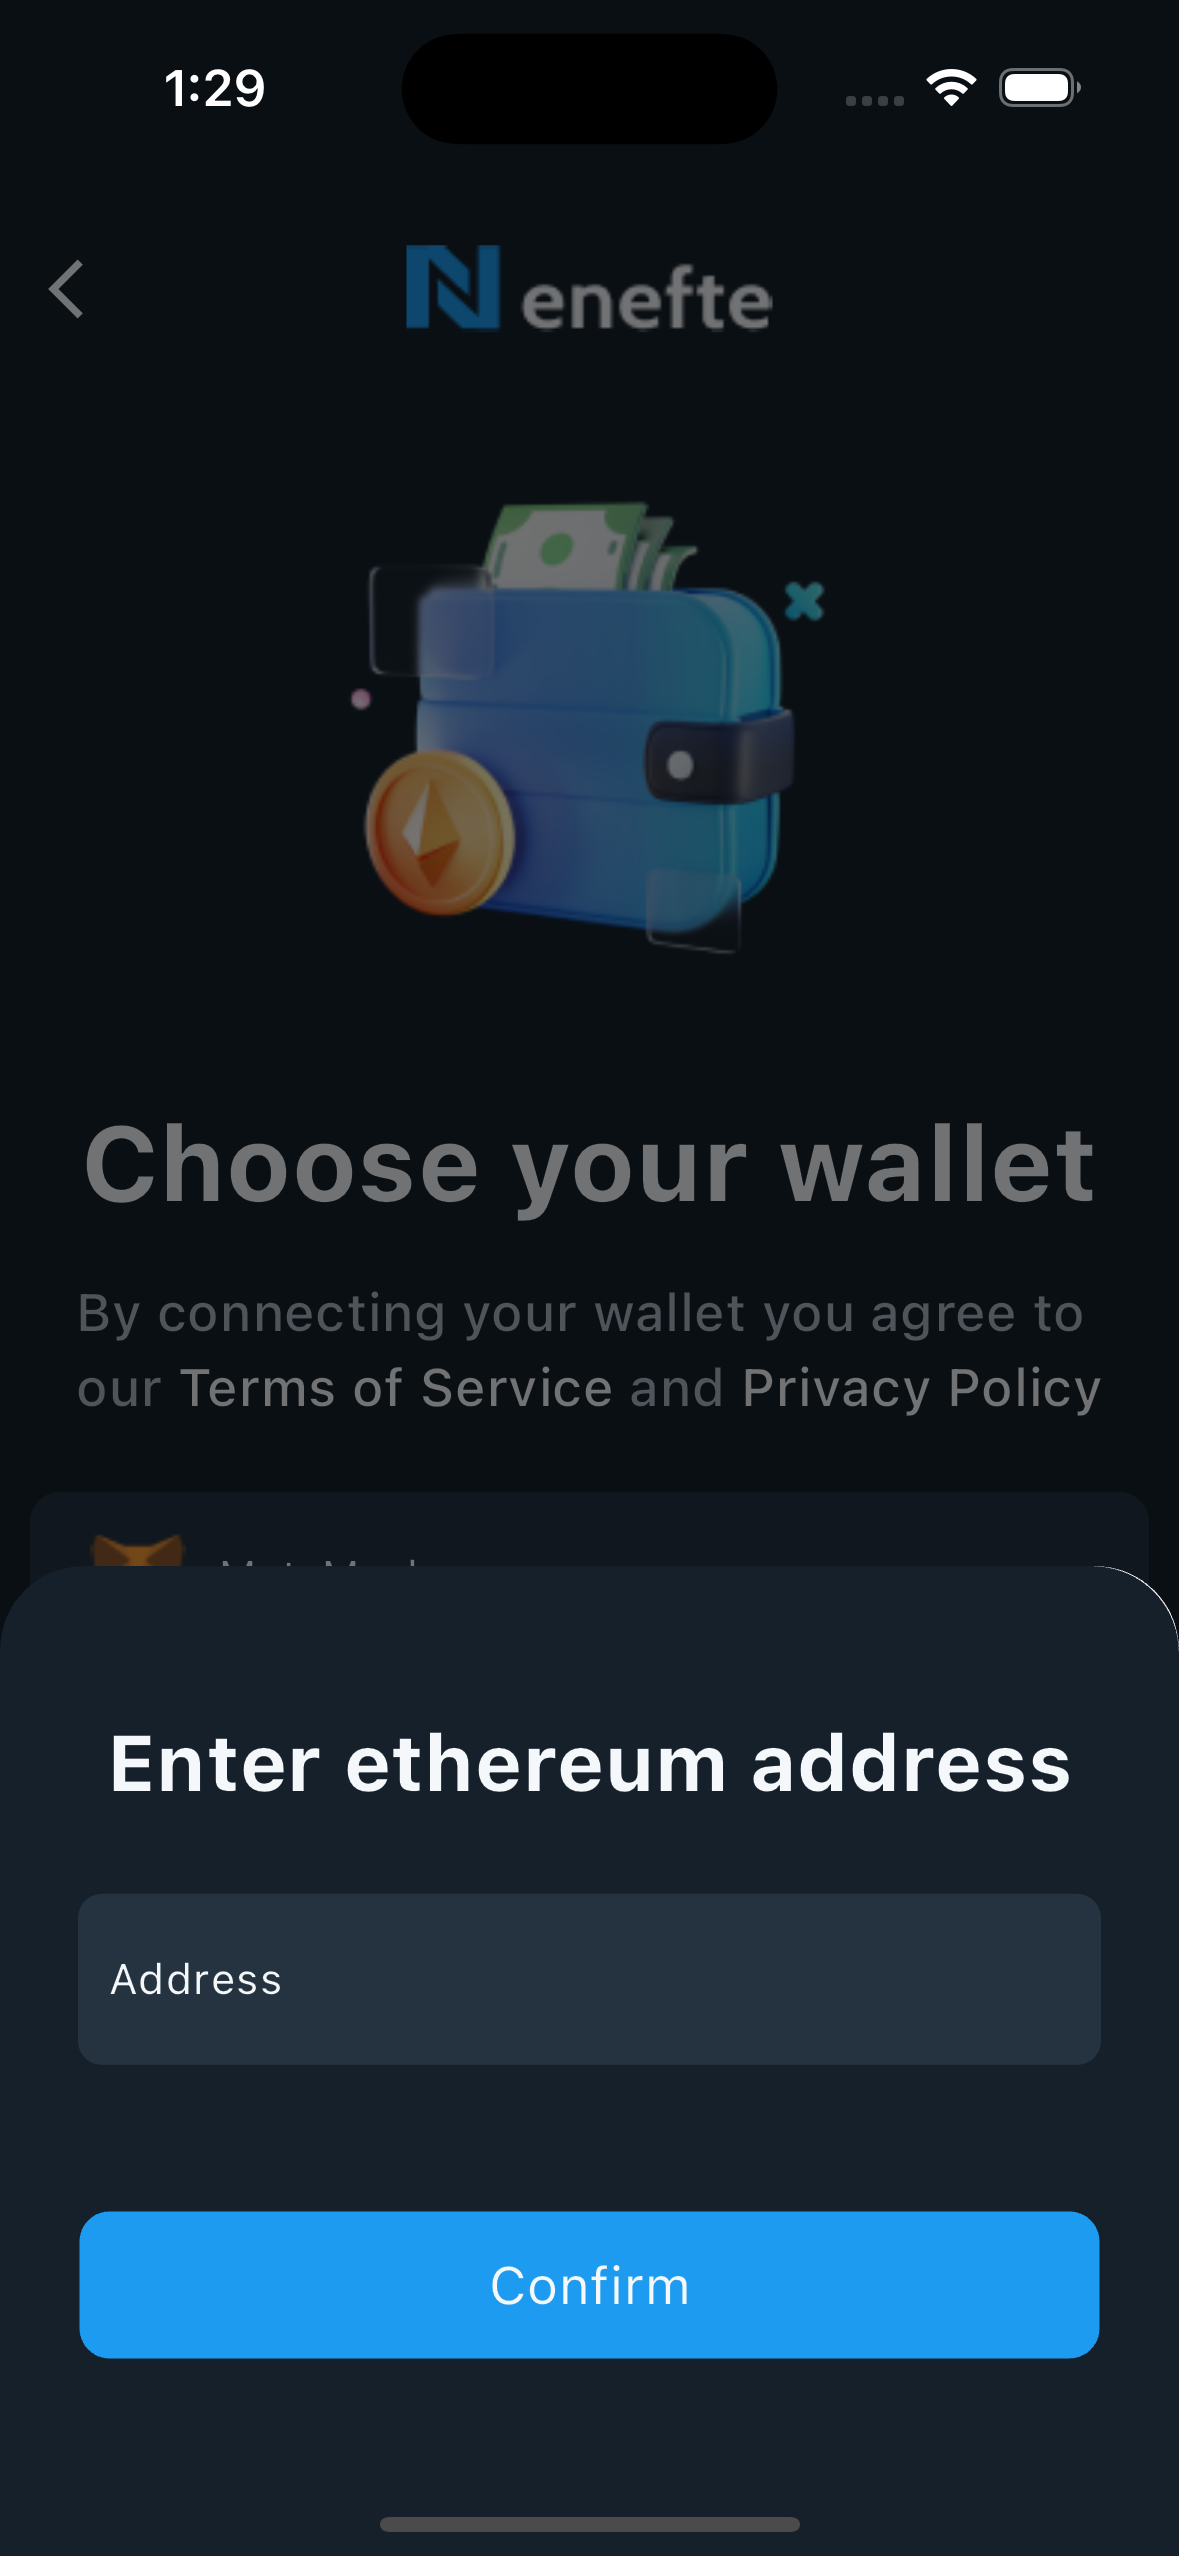 1:29
N enefte
Choose your wallet
By connecting your wallet you agree to
our Terms of Service and Privacy Policy
Enter ethereum address
Address
Confirm